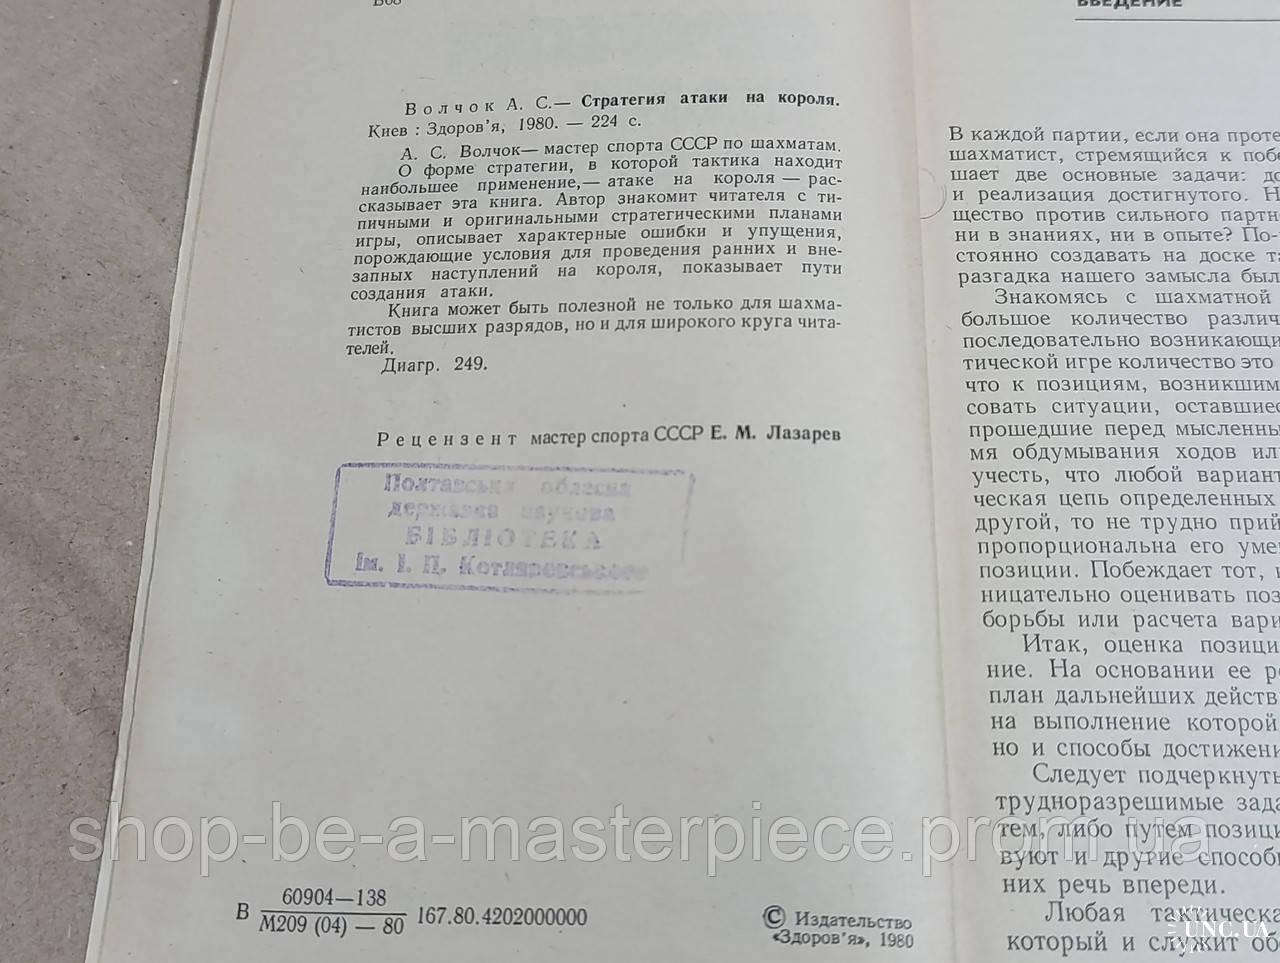 В68
Волчок А. С.— Стратегия атаки на короля.
Киев : Здоров'я, 1980. — 224 с.
А. С. Волчок— мастер спорта СССР по шахматам.
О форме стратегии, в которой тактика находит
наибольшее применение,— атаке на короля — рас-
сказывает эта книга. Автор знакомит читателя с ти-
пичными и оригинальными стратегическими планами
игры, описывает характерные ошибки и упущения,
порождающие условия для проведения ранних и вне-
запных наступлений на короля, показывает пути
создания атаки.
Книга может быть полезной не только для шахма-
тистов высших разрядов, но и для широкого круга чита-
телей.
Диагр. 249.
Рецензент мастер спорта СССР Е. М. Лазарев
Полтавська обласна
державна наукова
БІБЛІОТЕКА
ім. І. П. Котляревського
В 60904—138
М209 (04) — 80 167.80.4202000000
© Издательство
«Здоров'я», 1980
ВВЕДЕНИЕ
В каждой партии, если она проте
шахматист, стремящийся к побе
шает две основные задачи: до
и реализация достигнутого. Н
щество против сильного партн
ни в знаниях, ни в опыте? По-
стоянно создавать на доске та
разгадка нашего замысла был
Знакомясь с шахматной
большое количество различ
последовательно возникающи
тической игре количество это
что к позициям, возникшим
совать ситуации, оставшиес
прошедшие перед мысленны
мя обдумывания ходов ил
учесть, что любой вариант
ческая цепь определенных
другой, то не трудно прий
пропорциональна его уме
позиции. Побеждает тот,
ницательно оценивать поз
борьбы или расчета вари
Итак, оценка позици
ние. На основании ее р
план дальнейших действ
на выполнение которой
но и способы достижени
Следует подчеркнуть
трудноразрешимые зада
тем, либо путем позици
вуют и другие способы
них речь впереди.
Любая тактическа
который и служит об
shop-be-a-masterpiece.prom.ua
UNC.UA